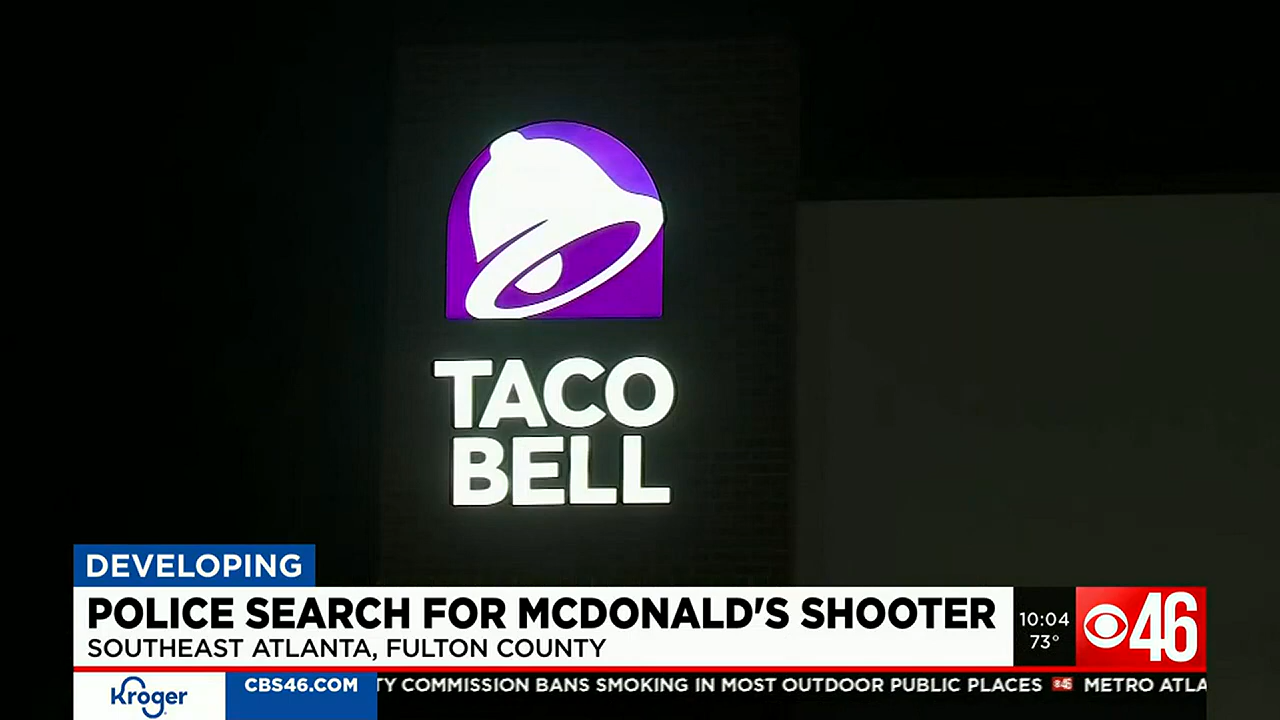 TACO
BELL
DEVELOPING
POLICE SEARCH FOR MCDONALD'S SHOOTER
SOUTHEAST ATLANTA, FULTON COUNTY
10:04
73°
46
Kroger
CBS46.COM
TY COMMISSION BANS SMOKING IN MOST OUTDOOR PUBLIC PLACES 46 METRO ATLA